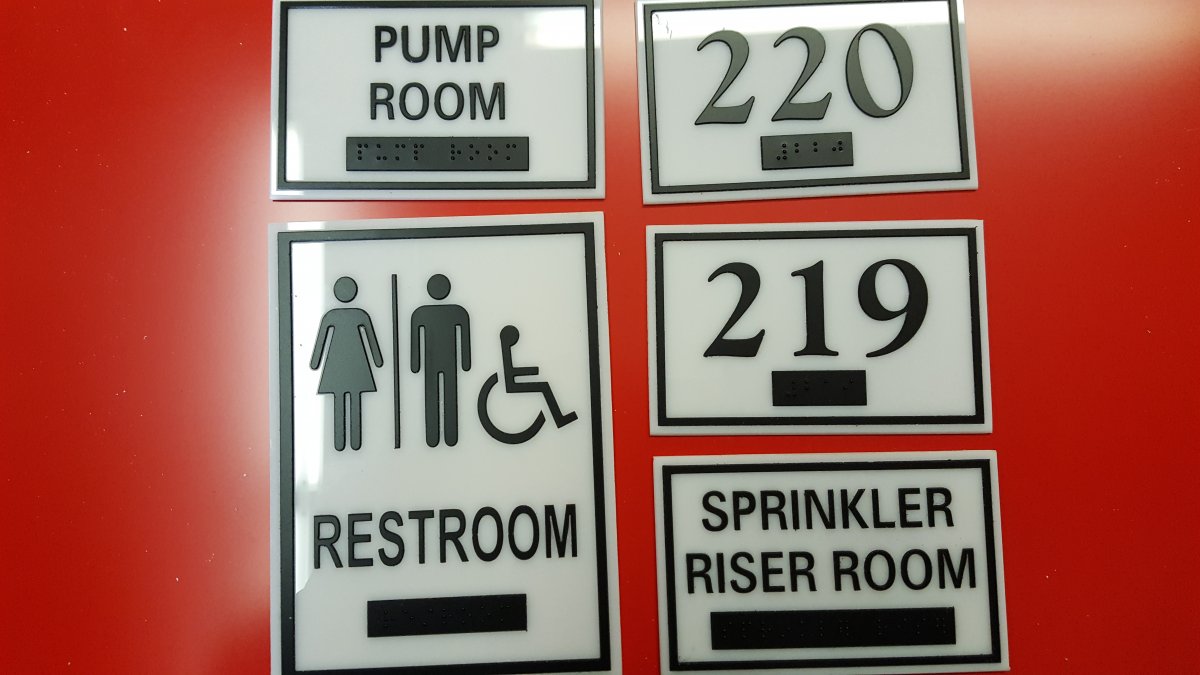 PUMP
ROOM
220
RESTROOM
219
SPRINKLER
RISER ROOM